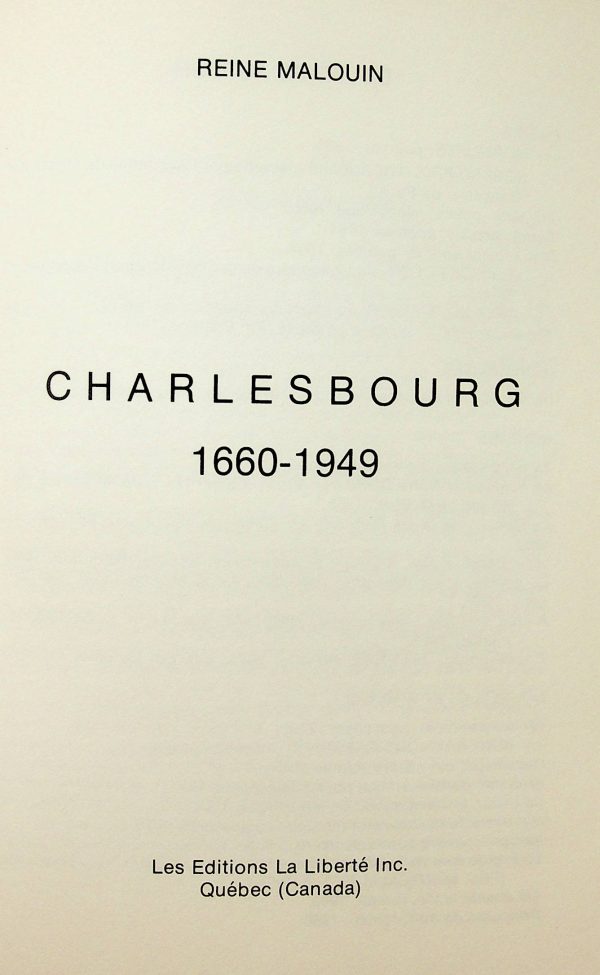 REINE MALOUIN
CHARLESBOURG
1660-1949
Les Editions La Liberté Inc.
Québec (Canada)